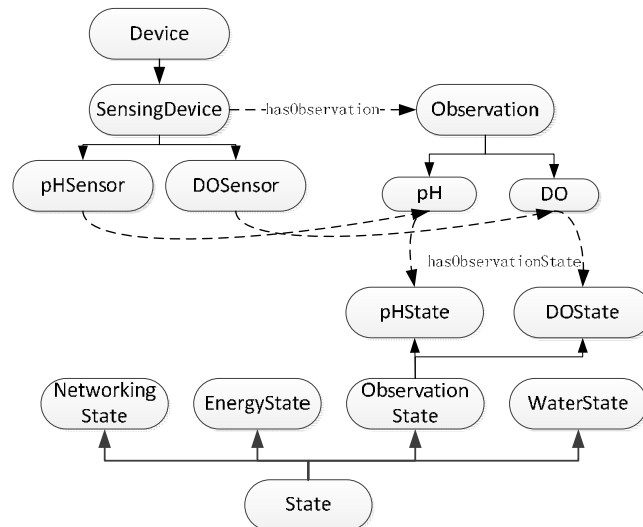 Device
SensingDevice
hasObservation
Observation
pHSensor
DOSensor
pH
DO
hasObservationState
pHState
DOState
Networking
State
EnergyState
Observation
State
WaterState
State